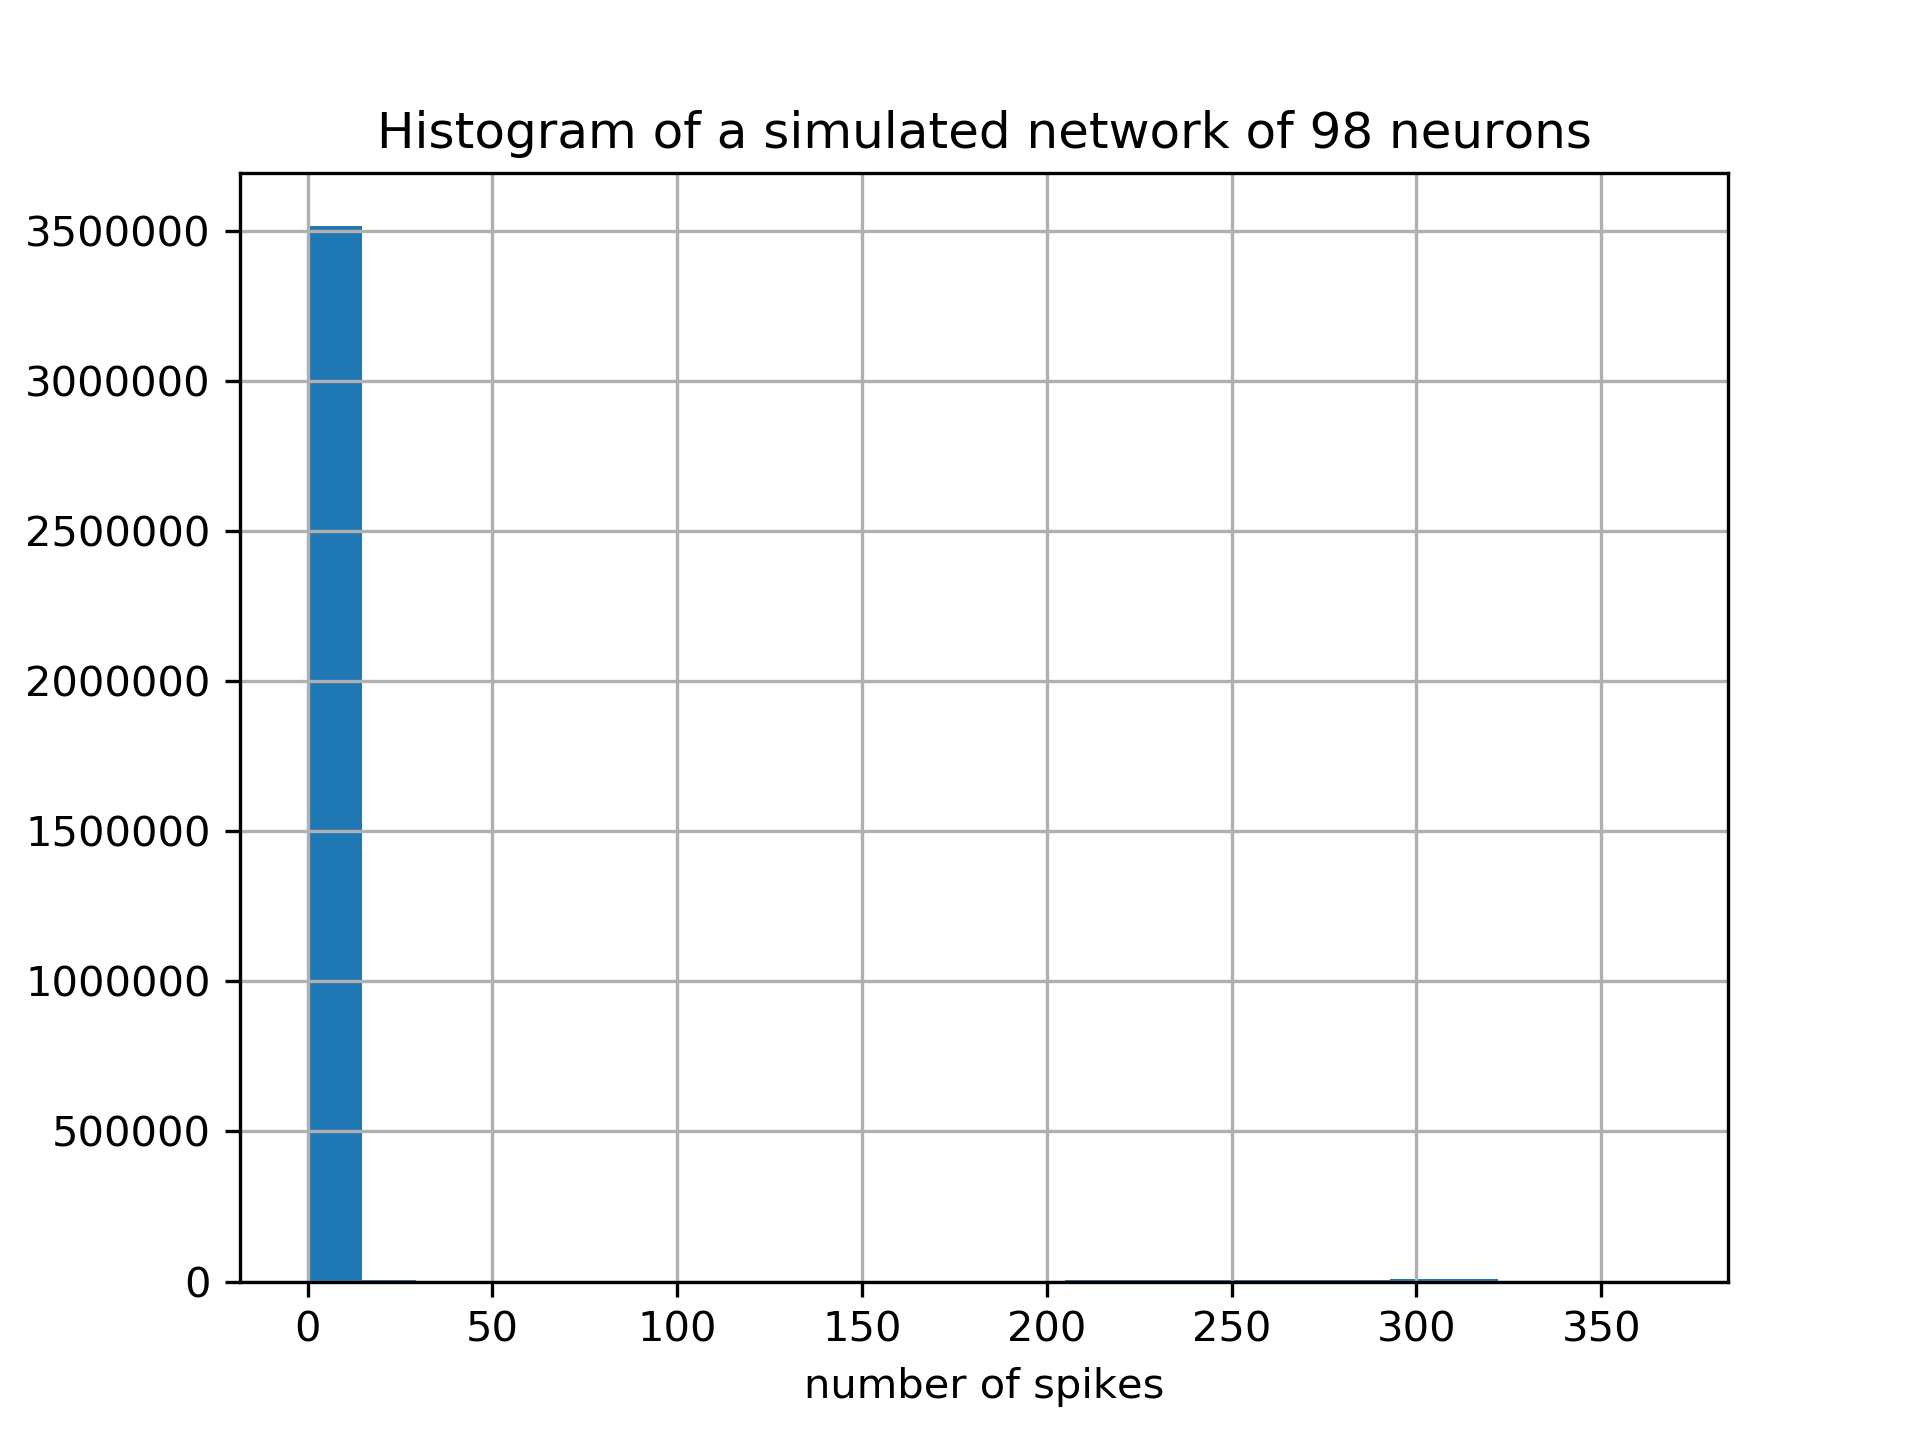 Histogram of a simulated network of 98 neurons
3500000
3000000
2500000
2000000
1500000
1000000
500000
0
0 50 100 150 200 250 300 350
number of spikes